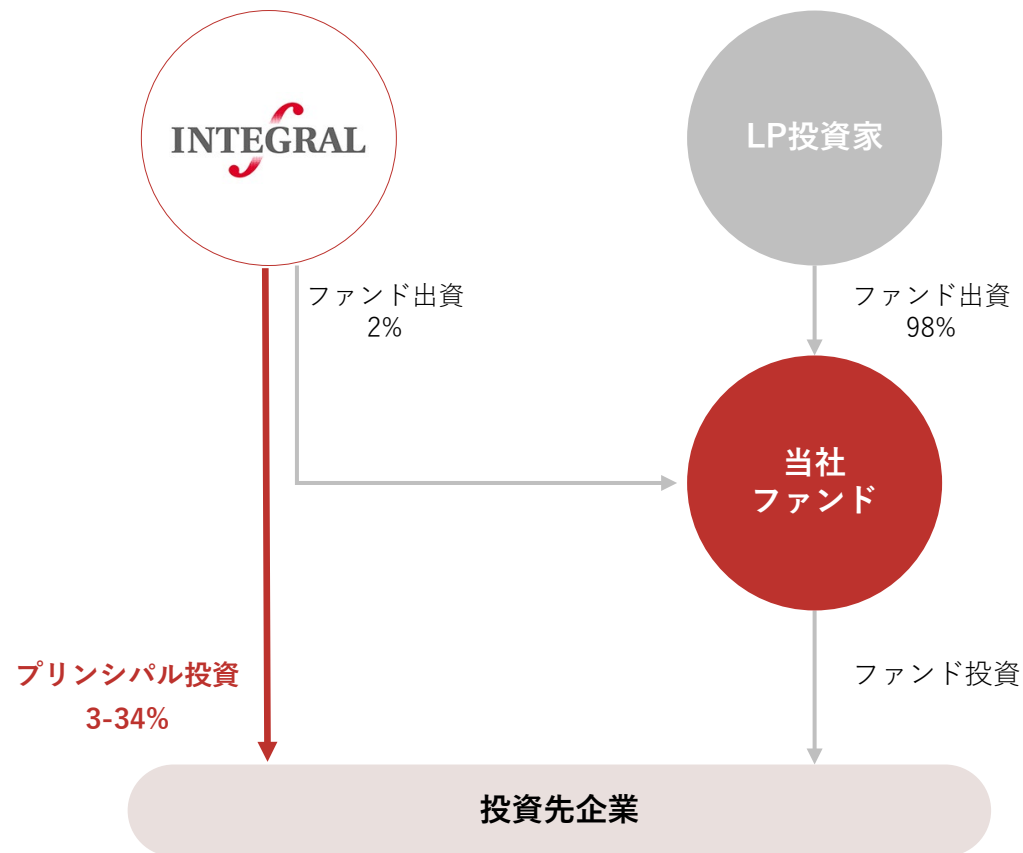 INTEGRAL
LP投資家
ファンド出資
2%
ファンド出資
98%
当社
ファンド
プリンシパル投資
3-34%
ファンド投資
投資先企業